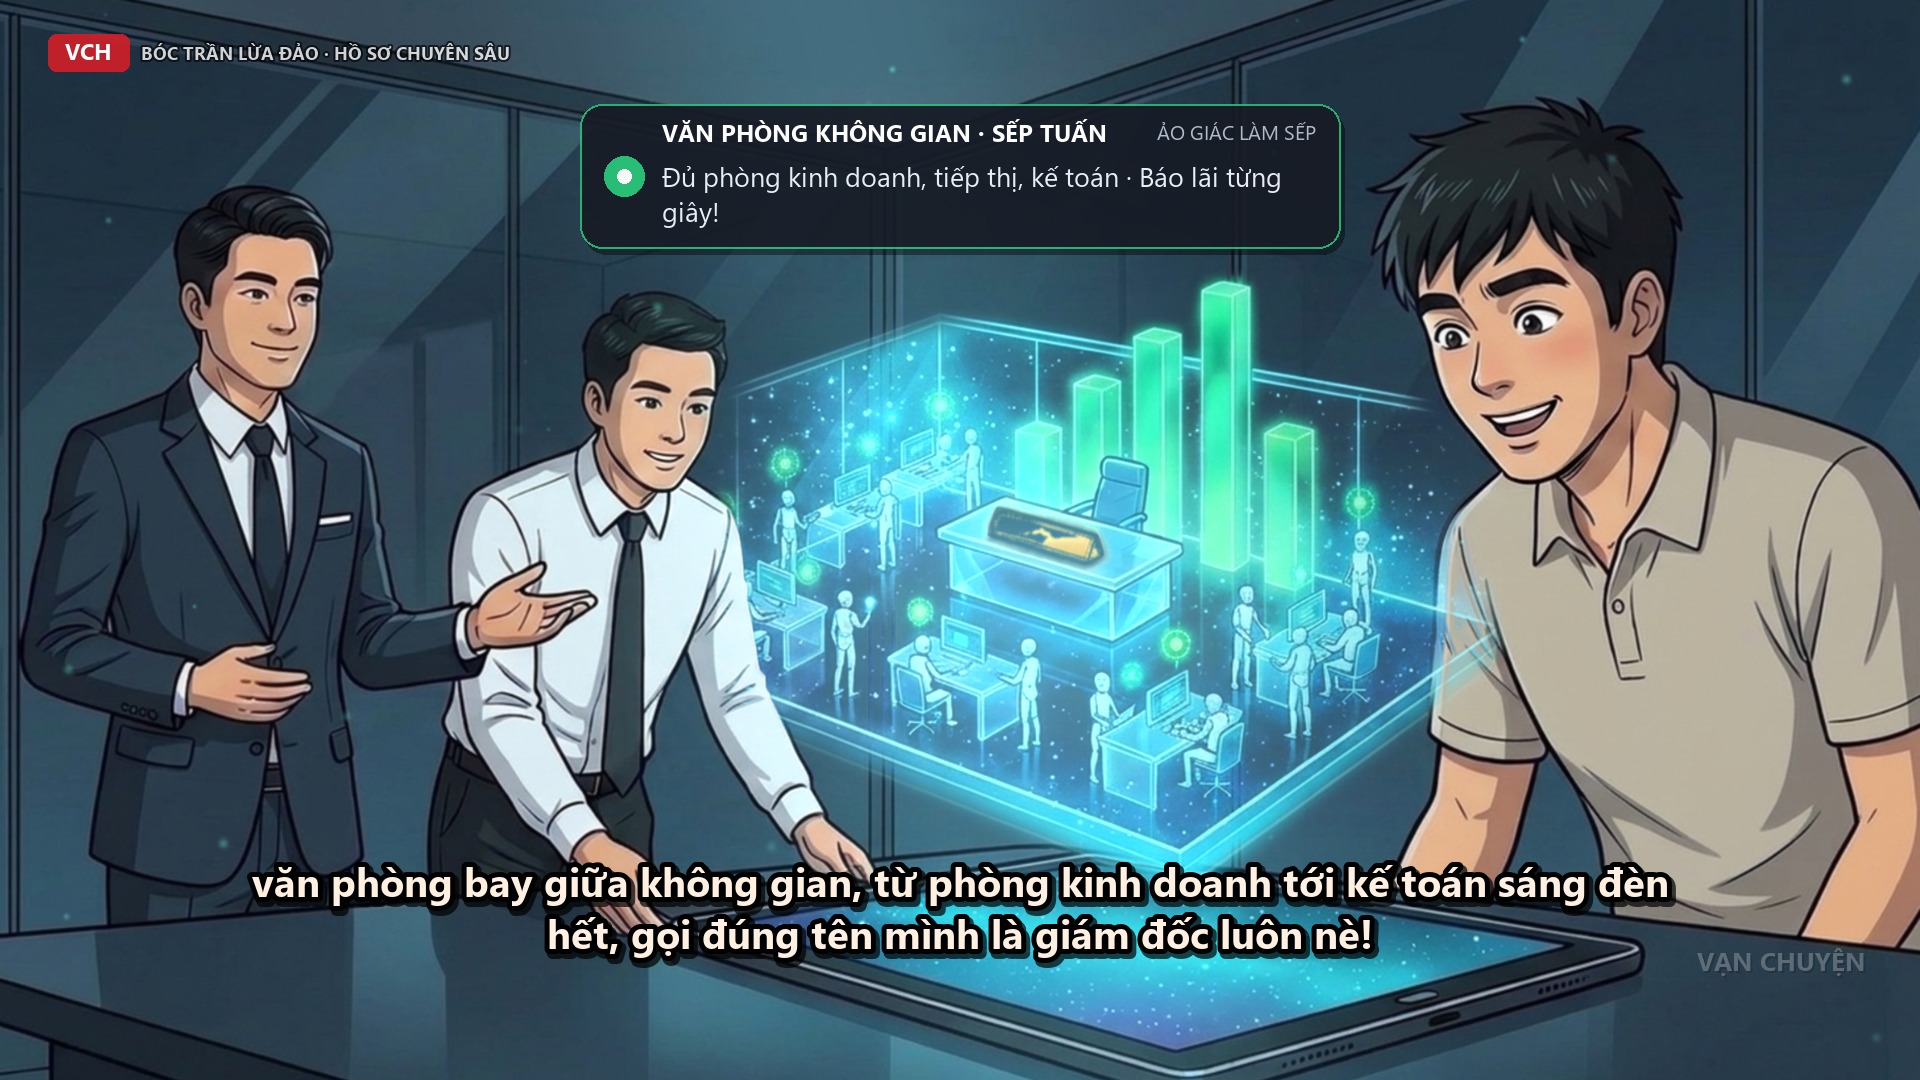 VCH BÓC TRẦN LỪA ĐẢO · HỒ SƠ CHUYÊN SÂU
VĂN PHÒNG KHÔNG GIAN · SẾP TUẤN ẢO GIÁC LÀM SẾP
Đủ phòng kinh doanh, tiếp thị, kế toán · Báo lãi từng
giây!
văn phòng bay giữa không gian, từ phòng kinh doanh tới kế toán sáng đèn
hết, gọi đúng tên mình là giám đốc luôn nè!
VẠN CHUYỆN